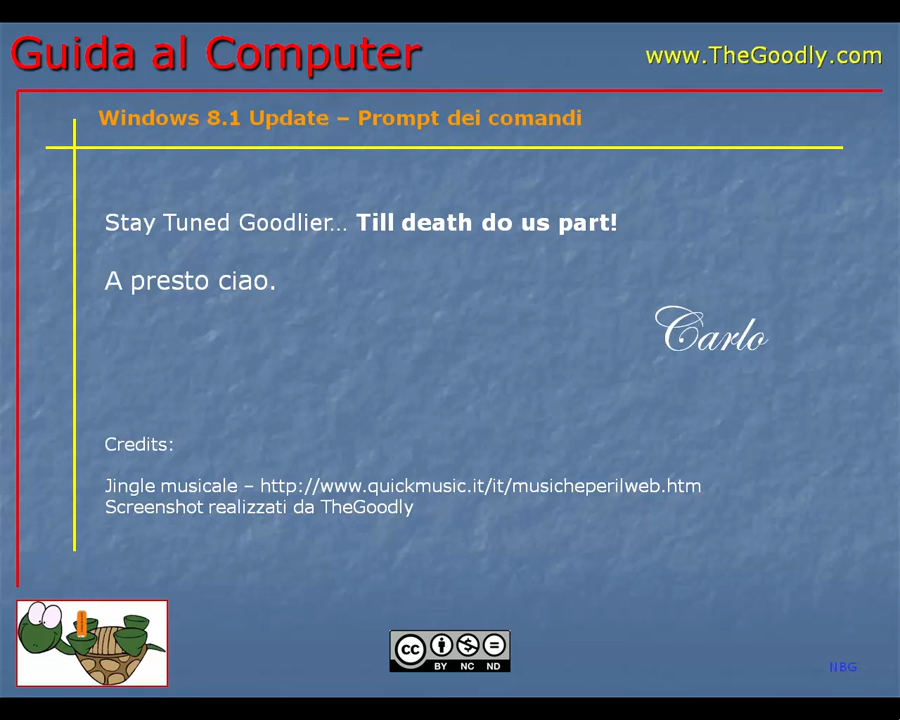 Guida al Computer
www.TheGoodly.com
Windows 8.1 Update – Prompt dei comandi
Stay Tuned Goodlier… Till death do us part!
A presto ciao.
Carlo
Credits:
Jingle musicale – http://www.quickmusic.it/it/musicheperilweb.htm
Screenshot realizzati da TheGoodly
cc BY NC ND
NBG